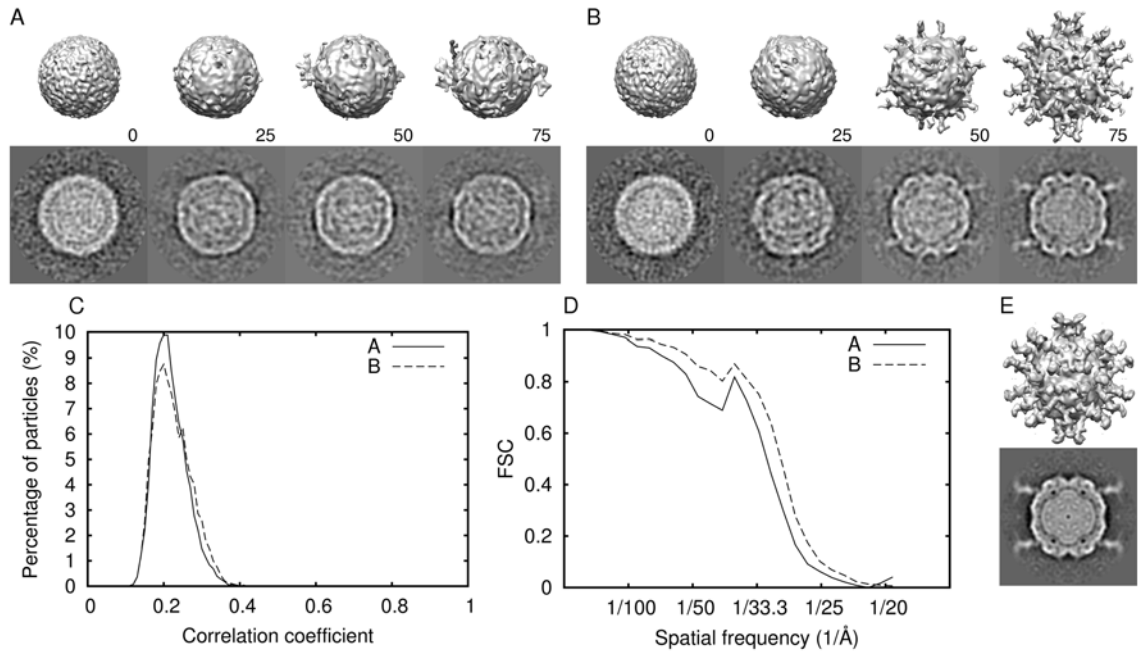 A
B
0 25 50 75
0 25 50 75
C
D
E
10
9
8
7
6
5
4
3
2
1
0
Percentage of particles (%)
A
B
0 0.2 0.4 0.6 0.8 1
Correlation coefficient
1
0.8
0.6
0.4
0.2
0
FSC
A
B
1/100 1/50 1/33.3 1/25 1/20
Spatial frequency (1/Å)